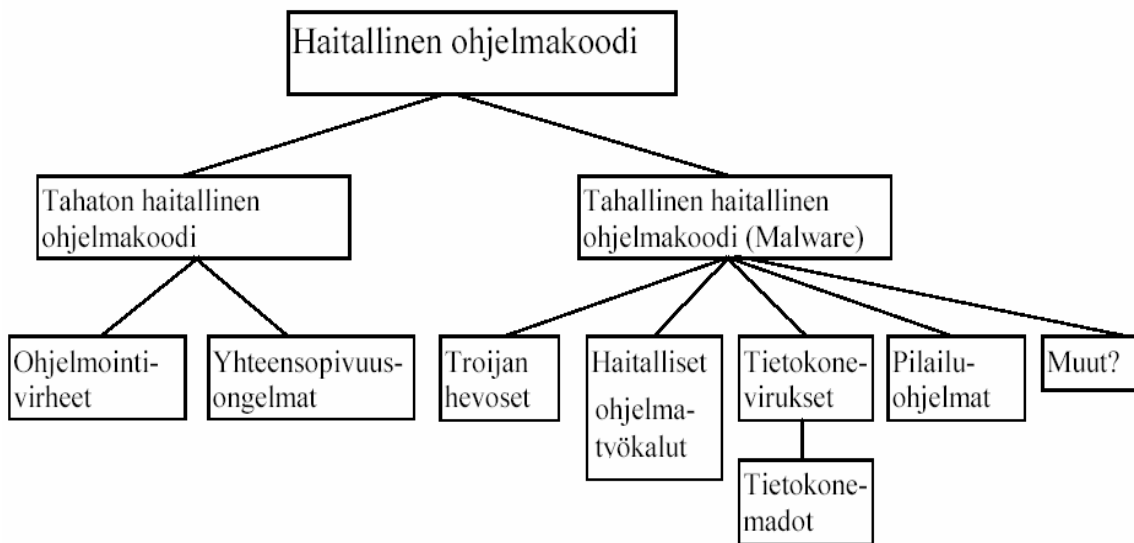 Haitallinen ohjelmakoodi
Tahaton haitallinen
ohjelmakoodi
Tahallinen haitallinen
ohjelmakoodi (Malware)
Ohjelmointi-
virheet
Yhteensopivuus-
ongelmat
Troijan
hevoset
Haitalliset
ohjelma-
työkalut
Tietokone-
virukset
Pilailu-
ohjelmat
Muut?
Tietokone-
madot